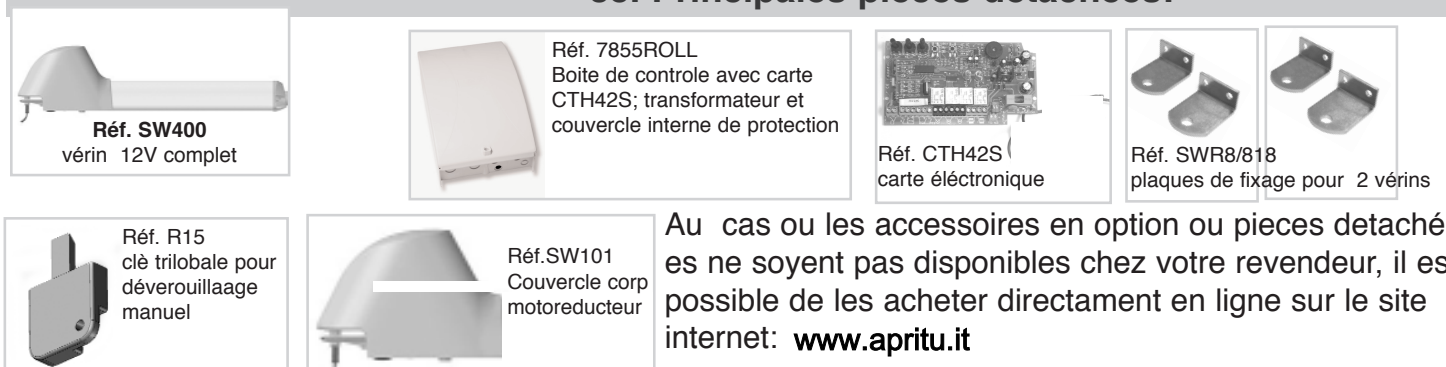 Principales pièces détachées:
Réf. SW400
vérin 12V complet
Réf. 7855ROLL
Boite de controle avec carte
CTH42S; transformateur et
couvercle interne de protection
Réf. CTH42S
carte éléctronique
Réf. SWR8/818
plaques de fixage pour 2 vérins
Réf. R15
clè trilobale pour
déverouillaage
manuel
Réf.SW101
Couvercle corp
motoreducteur
Au cas ou les accessoires en option ou pieces detaché
es ne soyent pas disponibles chez votre revendeur, il es
possible de les acheter directament en ligne sur le site
internet: www.apritu.it